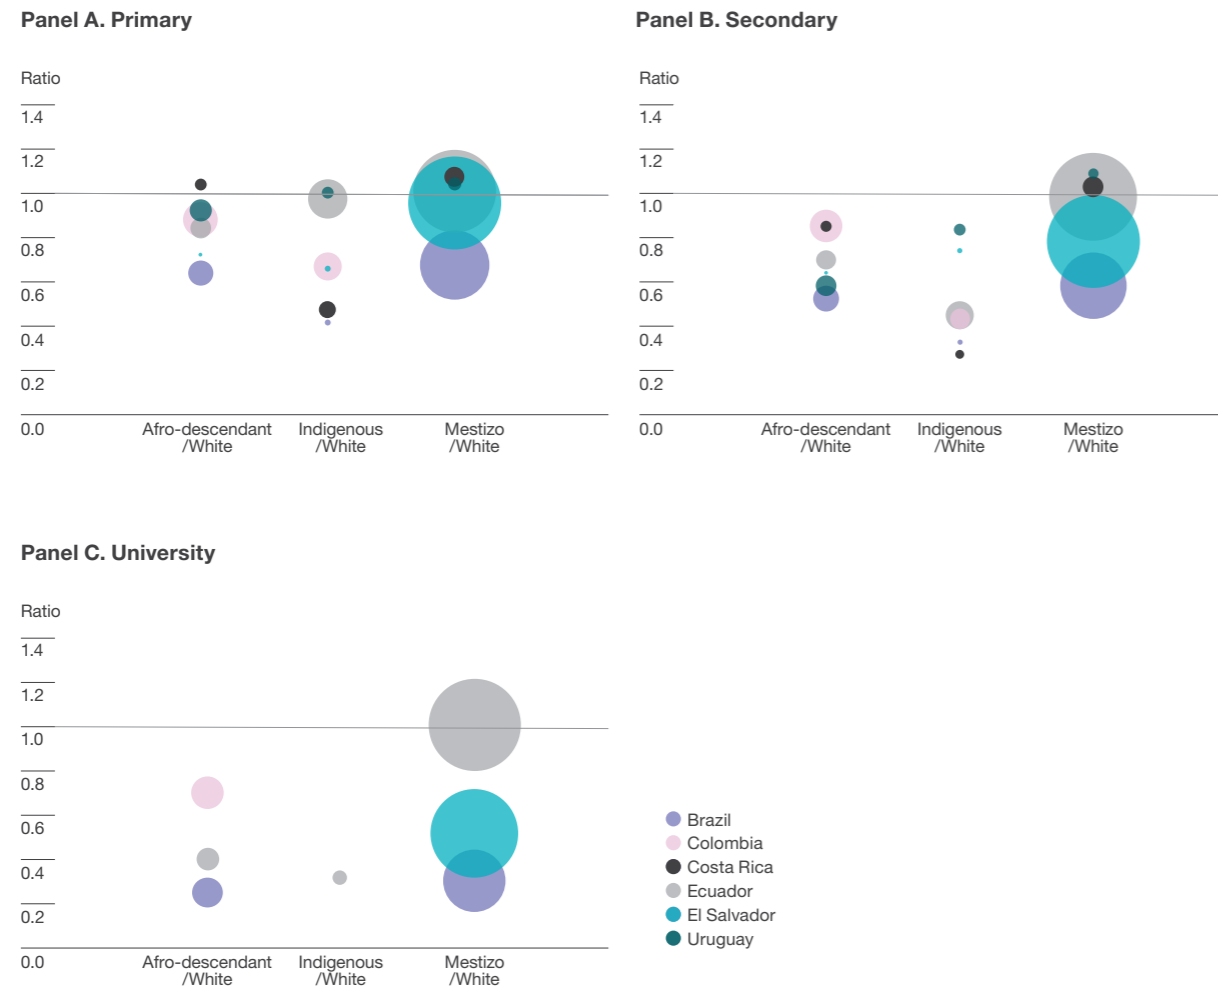 Panel A. Primary
Ratio
1.4
1.2
1.0
0.8
0.6
0.4
0.2
0.0
Afro-descendant
/White
Indigenous
/White
Mestizo
/White
Panel B. Secondary
Ratio
1.4
1.2
1.0
0.8
0.6
0.4
0.2
0.0
Afro-descendant
/White
Indigenous
/White
Mestizo
/White
Panel C. University
Ratio
1.4
1.2
1.0
0.8
0.6
0.4
0.2
0.0
Afro-descendant
/White
Indigenous
/White
Mestizo
/White
Brazil
Colombia
Costa Rica
Ecuador
El Salvador
Uruguay